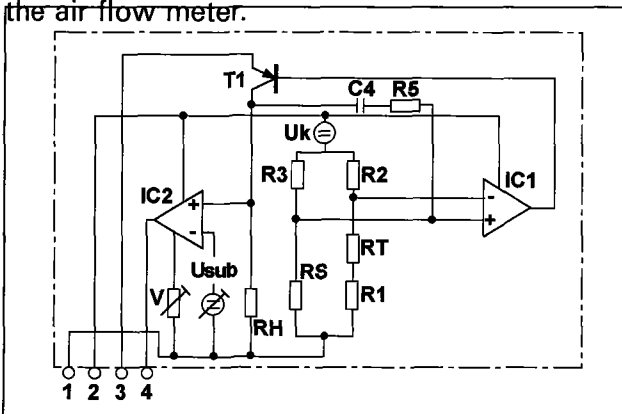 the air flow meter.
T1
C4 R5
Uk
R3 R2
IC2 IC1
+ -
- +
Usub RT
RS
V R1
RH
1 2 3 4